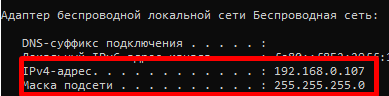 Адаптер беспроводной локальной сети Беспроводная сеть:
DNS-суффикс подключения . . . . . :
IPv4-адрес. . . . . . . . . . . . : 192.168.0.107
Маска подсети . . . . . . . . . . : 255.255.255.0